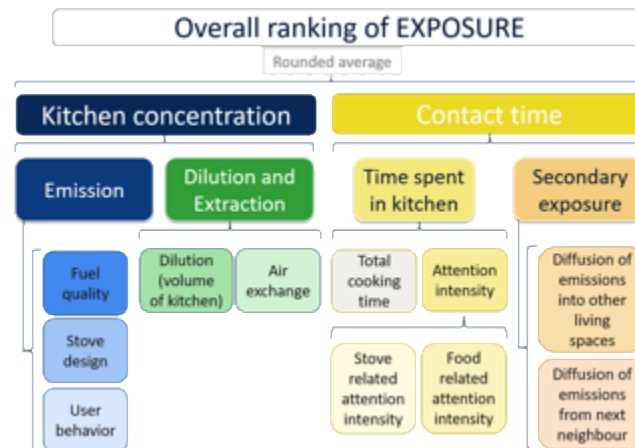 Overall ranking of EXPOSURE
Rounded average
Kitchen concentration
Contact time
Emission
Dilution and
Extraction
Time spent
in kitchen
Secondary
exposure
Fuel
quality
Stove
design
User
behavior
Dilution
(volume
of kitchen)
Air
exchange
Total
cooking
time
Attention
intensity
Stove
related
attention
intensity
Food
related
attention
intensity
Diffusion of
emissions
into other
living
spaces
Diffusion of
emissions
from next
neighbour